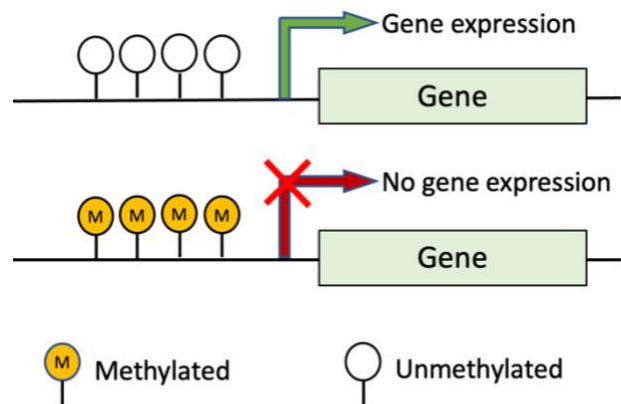 Gene expression
Gene
No gene expression
M M M M
Gene
M Methylated Unmethylated